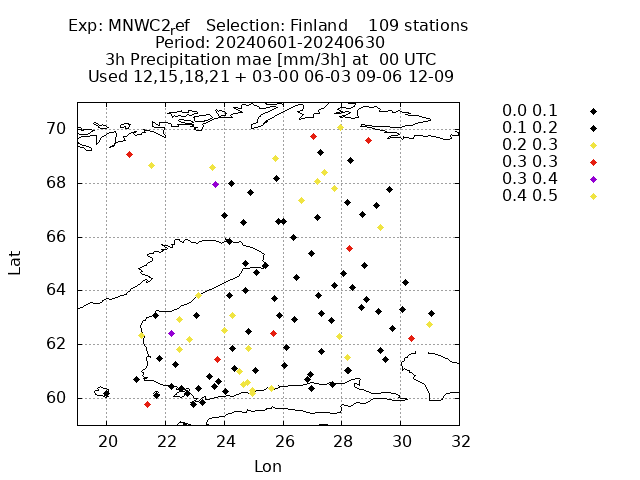 Exp: MNWC2ref   Selection: Finland    109 stations
Period: 20240601-20240630
3h Precipitation mae [mm/3h] at  00 UTC
Used 12,15,18,21 + 03-00 06-03 09-06 12-09
0.0 0.1
0.1 0.2
0.2 0.3
0.3 0.3
0.3 0.4
0.4 0.5
70
68
66
64
62
60
Lat
20 22 24 26 28 30 32
Lon